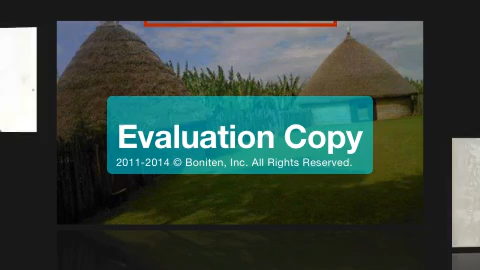 Evaluation Copy
2011-2014 © Boniten, Inc. All Rights Reserved.